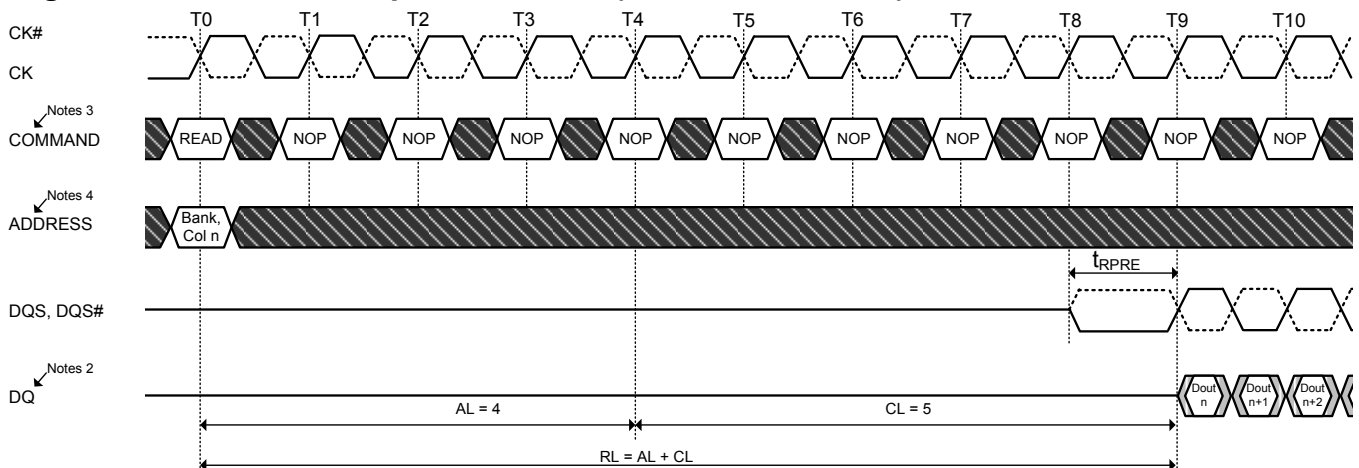 T0 T1 T2 T3 T4 T5 T6 T7 T8 T9 T10
CK#
CK
Notes 3
COMMAND
READ NOP NOP NOP NOP NOP NOP NOP NOP NOP NOP
Notes 4
ADDRESS
Bank,
Col n
tRPRE
DQS, DQS#
Notes 2
DQ
Dout
n
Dout
n+1
Dout
n+2
AL = 4
CL = 5
RL = AL + CL